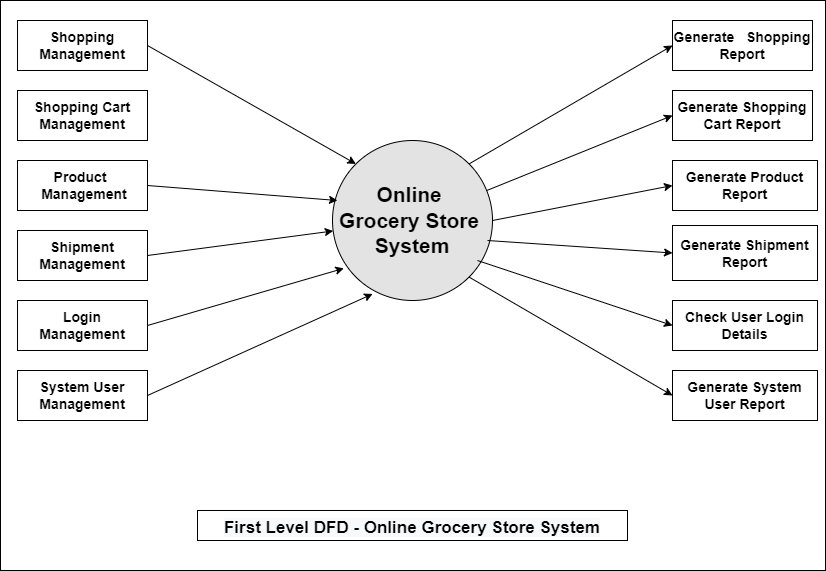 Shopping
Management
Shopping Cart
Management
Product
Management
Shipment
Management
Login
Management
System User
Management
Online
Grocery Store
System
Generate Shopping
Report
Generate Shopping
Cart Report
Generate Product
Report
Generate Shipment
Report
Check User Login
Details
Generate System
User Report
First Level DFD - Online Grocery Store System